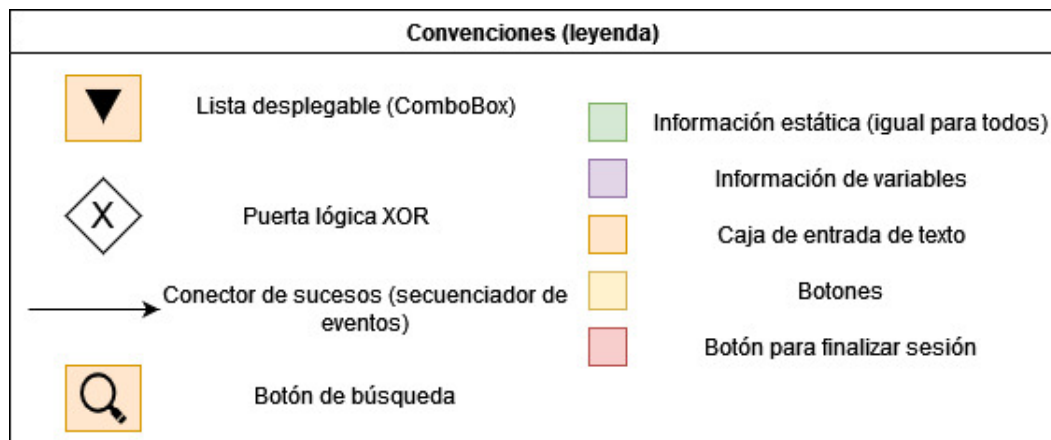 Convenciones (leyenda)
Lista desplegable (ComboBox)
X
Puerta lógica XOR
Conector de sucesos (secuenciador de
eventos)
Botón de búsqueda
Información estática (igual para todos)
Información de variables
Caja de entrada de texto
Botones
Botón para finalizar sesión